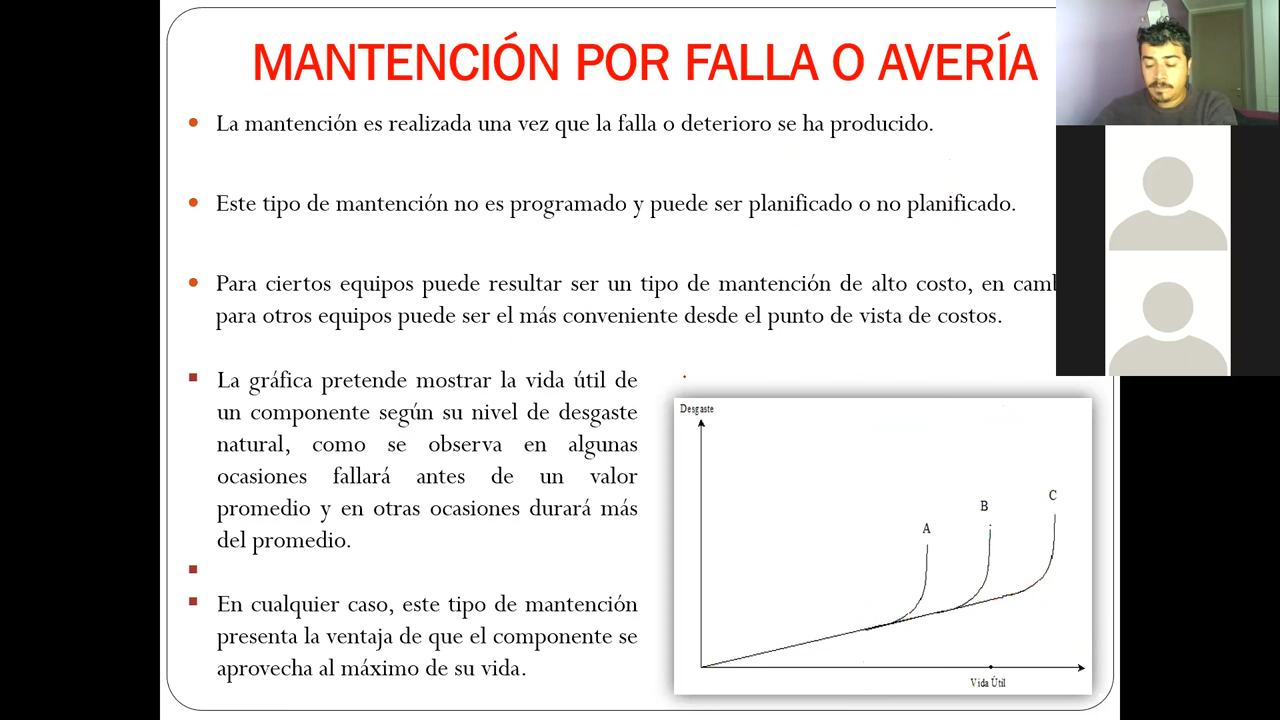 MANTENCIÓN POR FALLA O AVERÍA
La mantención es realizada una vez que la falla o deterioro se ha producido.
Este tipo de mantención no es programado y puede ser planificado o no planificado.
Para ciertos equipos puede resultar ser un tipo de mantención de alto costo, en camb
para otros equipos puede ser el más conveniente desde el punto de vista de costos.
La gráfica pretende mostrar la vida útil de
un componente según su nivel de desgaste
natural, como se observa en algunas
ocasiones fallará antes de un valor
promedio y en otras ocasiones durará más
del promedio.
En cualquier caso, este tipo de mantención
presenta la ventaja de que el componente se
aprovecha al máximo de su vida.
Desgaste
A
B
C
Vida Útil